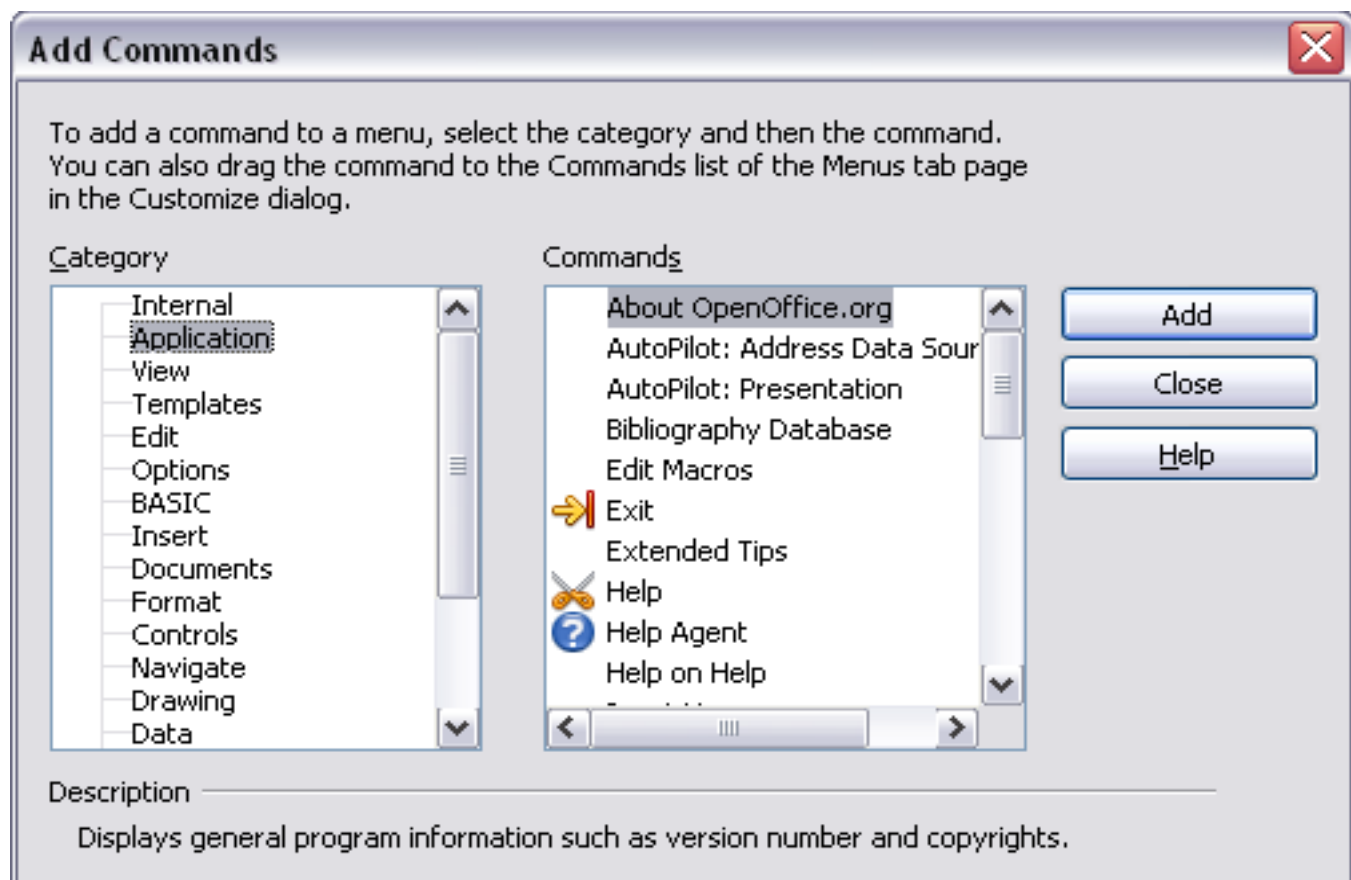 Add Commands
To add a command to a menu, select the category and then the command.
You can also drag the command to the Commands list of the Menus tab page
in the Customize dialog.
Category
Internal
Application
View
Templates
Edit
Options
BASIC
Insert
Documents
Format
Controls
Navigate
Drawing
Data
Commands
About OpenOffice.org
AutoPilot: Address Data Sour
AutoPilot: Presentation
Bibliography Database
Edit Macros
Exit
Extended Tips
Help
Help Agent
Help on Help
Add
Close
Help
Description
Displays general program information such as version number and copyrights.